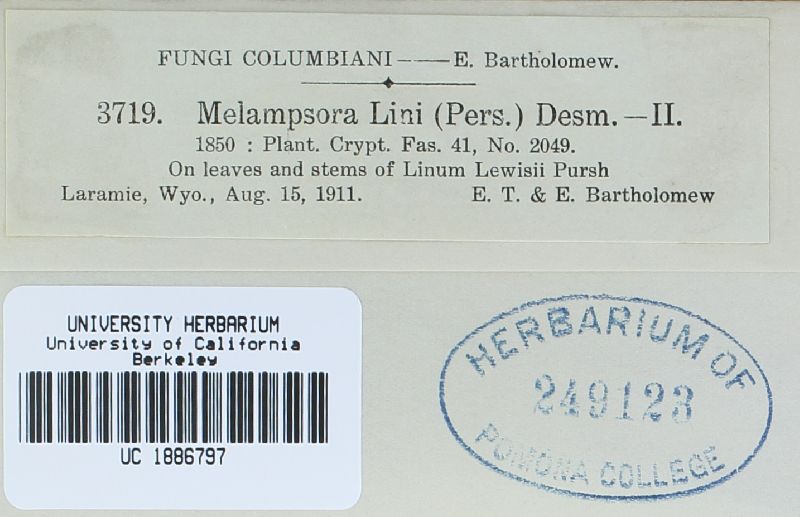 FUNGI COLUMBIANI——E. Bartholomew.
3719. Melampsora Lini (Pers.) Desm.—II.
1850 : Plant. Crypt. Fas. 41, No. 2049.
On leaves and stems of Linum Lewisii Pursh
Laramie, Wyo., Aug. 15, 1911. E. T. & E. Bartholomew
UNIVERSITY HERBARIUM
University of California
Berkeley
UC 1886797
HERBARIUM OF
249123
POMONA COLLEGE